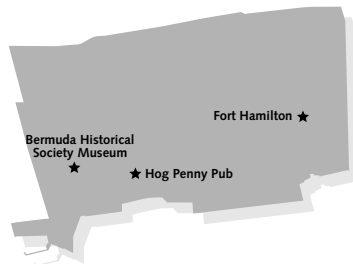 Fort Hamilton
Bermuda Historical
Society Museum
Hog Penny Pub